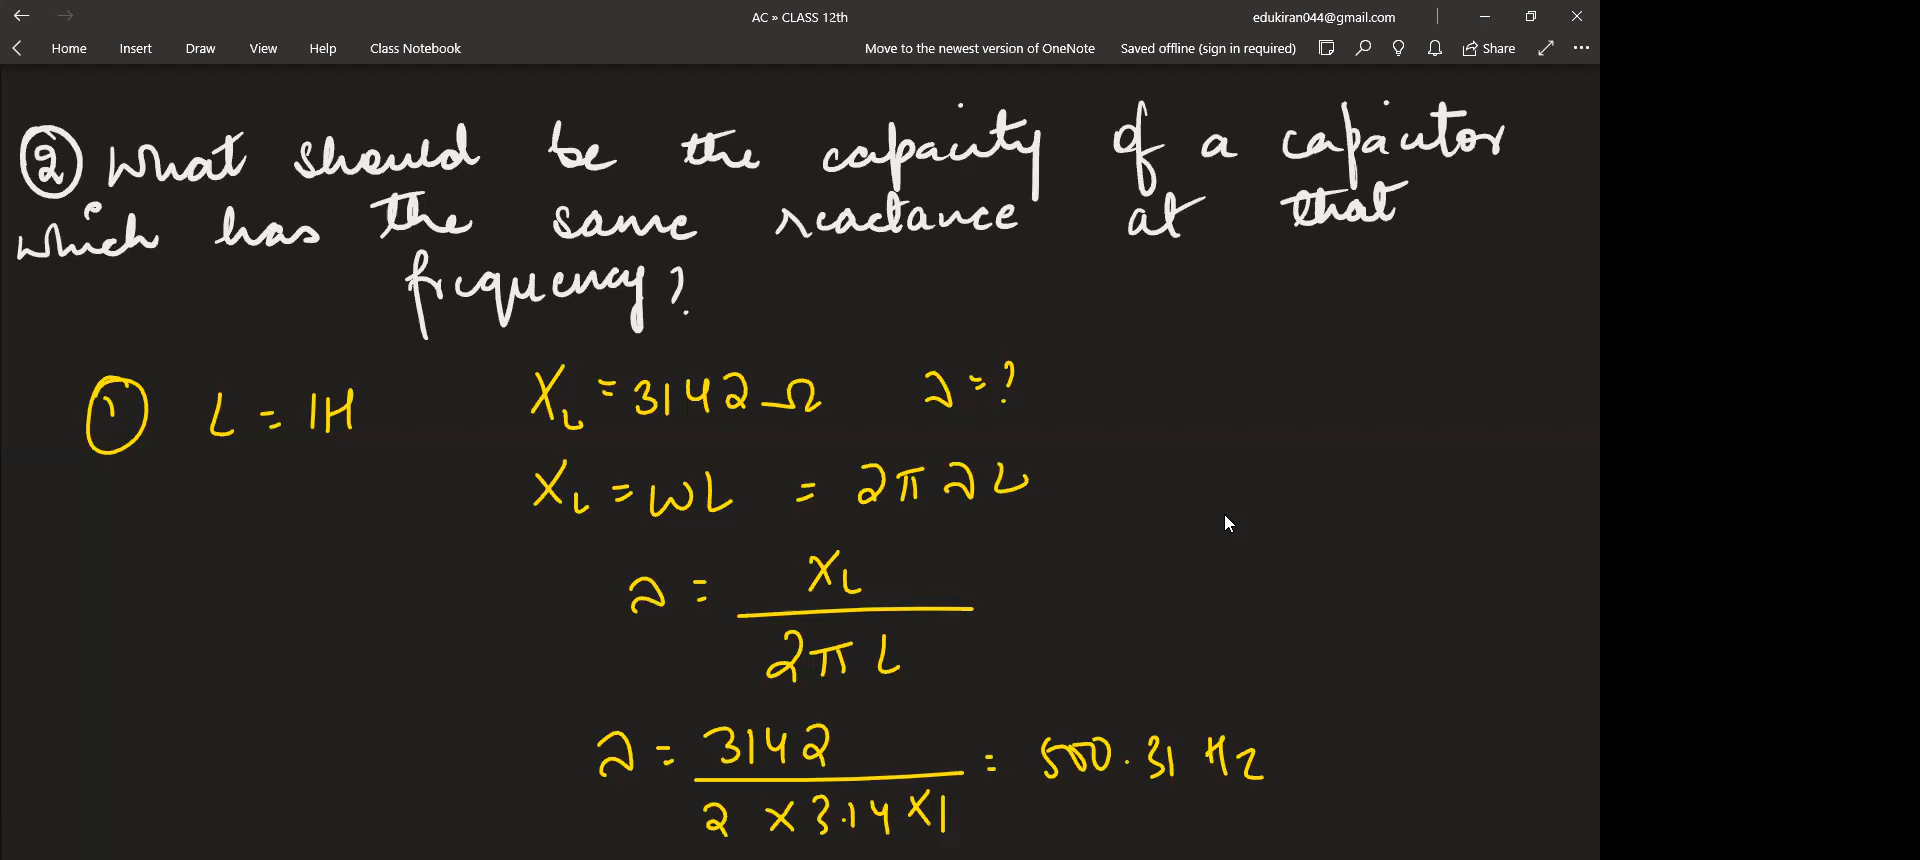 AC » CLASS 12th
edukiran044@gmail.com
Home Insert Draw View Help Class Notebook
Move to the newest version of OneNote Saved offline (sign in required) Share
② What should be the capacity of a capacitor
which has the same reactance at that
frequency?
① L = 1H X_L = 3142 Ω ν = ?
X_L = ωL = 2πνL
ν = X_L / 2πL
ν = 3142 / 2 × 3.14 × 1 = 500.31 Hz